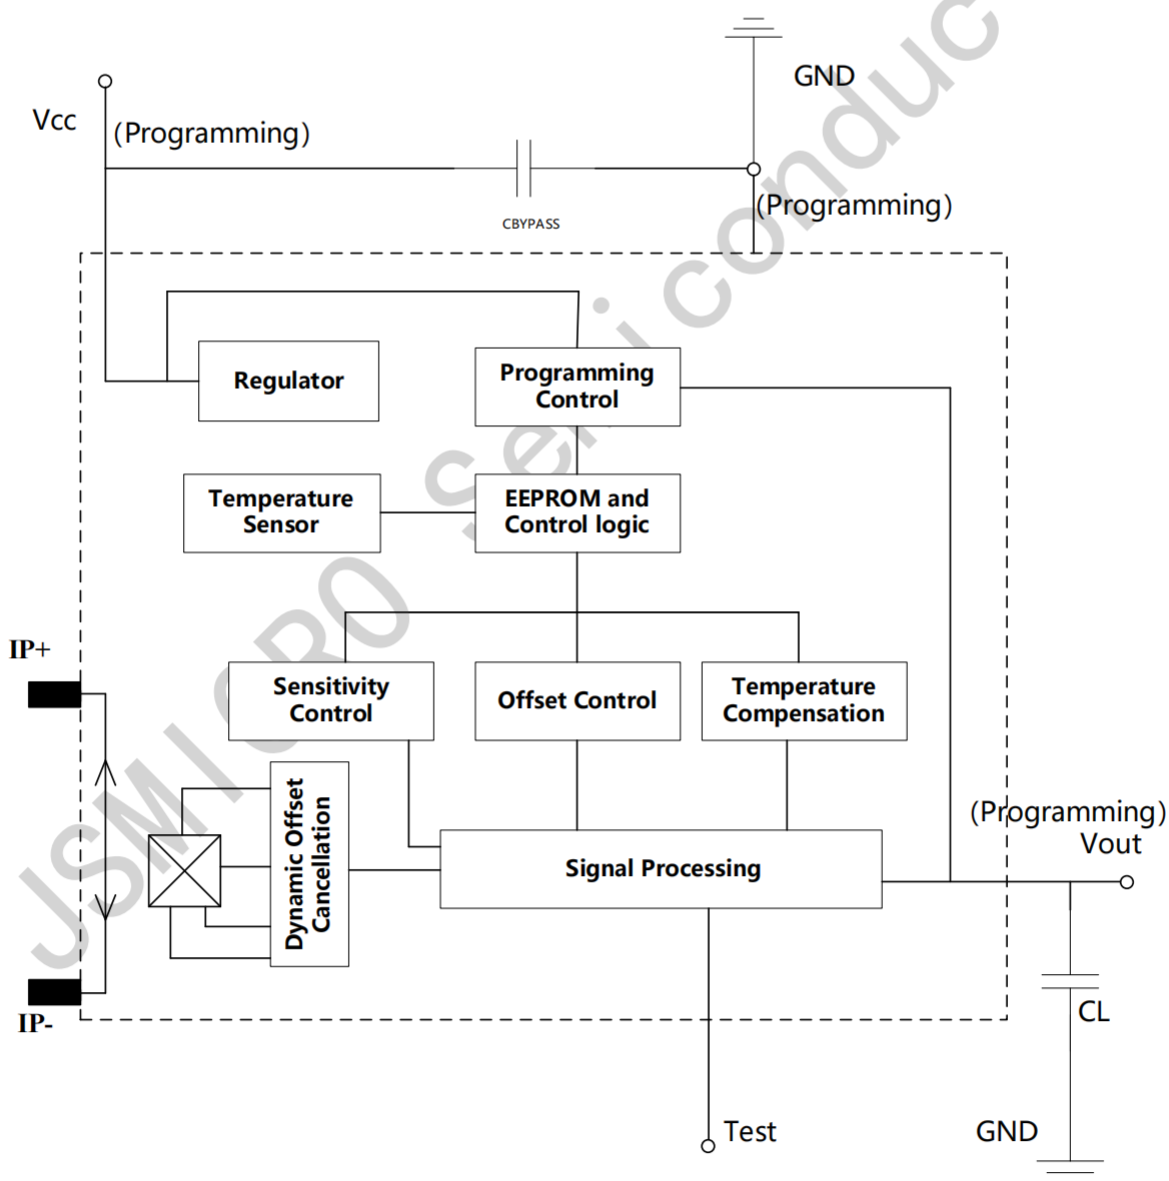 GND
Vcc
(Programming)
CBYPASS
(Programming)
Regulator
Programming
Control
Temperature
Sensor
EEPROM and
Control logic
IP+
Sensitivity
Control
Offset Control
Temperature
Compensation
Dynamic Offset
Cancellation
Signal Processing
(Programming)
Vout
IP-
CL
Test
GND
JSMICRO Semiconduc